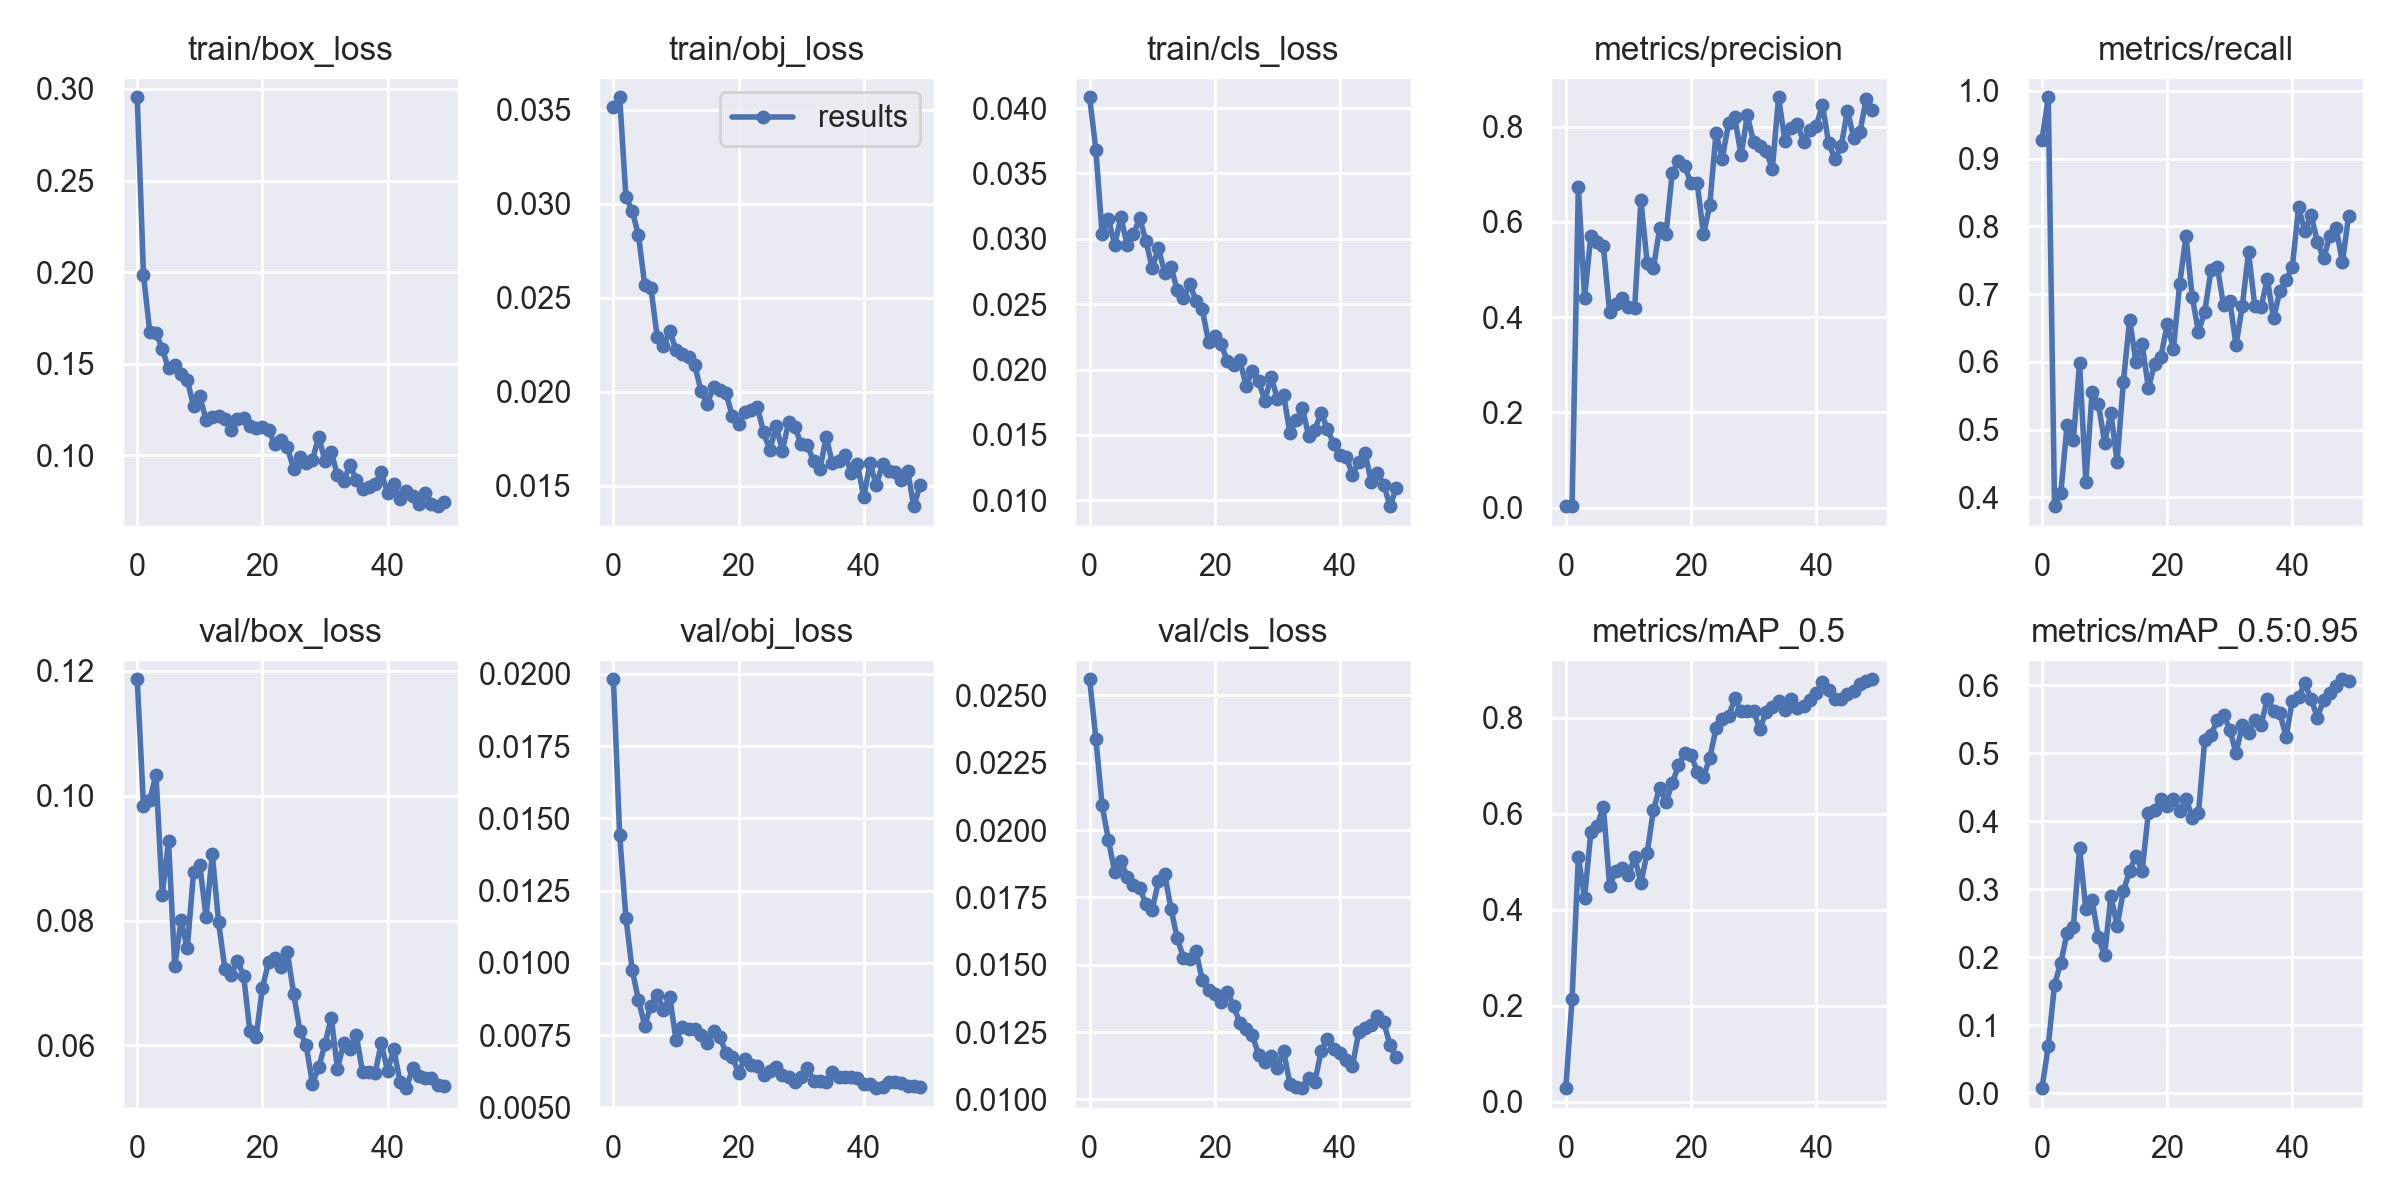 train/box_loss
0.30
0.25
0.20
0.15
0.10
0 20 40
train/obj_loss
results
0.035
0.030
0.025
0.020
0.015
0 20 40
train/cls_loss
0.040
0.035
0.030
0.025
0.020
0.015
0.010
0 20 40
metrics/precision
0.8
0.6
0.4
0.2
0.0
0 20 40
metrics/recall
1.0
0.9
0.8
0.7
0.6
0.5
0.4
0 20 40
val/box_loss
0.12
0.10
0.08
0.06
0 20 40
val/obj_loss
0.0200
0.0175
0.0150
0.0125
0.0100
0.0075
0.0050
0 20 40
val/cls_loss
0.0250
0.0225
0.0200
0.0175
0.0150
0.0125
0.0100
0 20 40
metrics/mAP_0.5
0.8
0.6
0.4
0.2
0.0
0 20 40
metrics/mAP_0.5:0.95
0.6
0.5
0.4
0.3
0.2
0.1
0.0
0 20 40